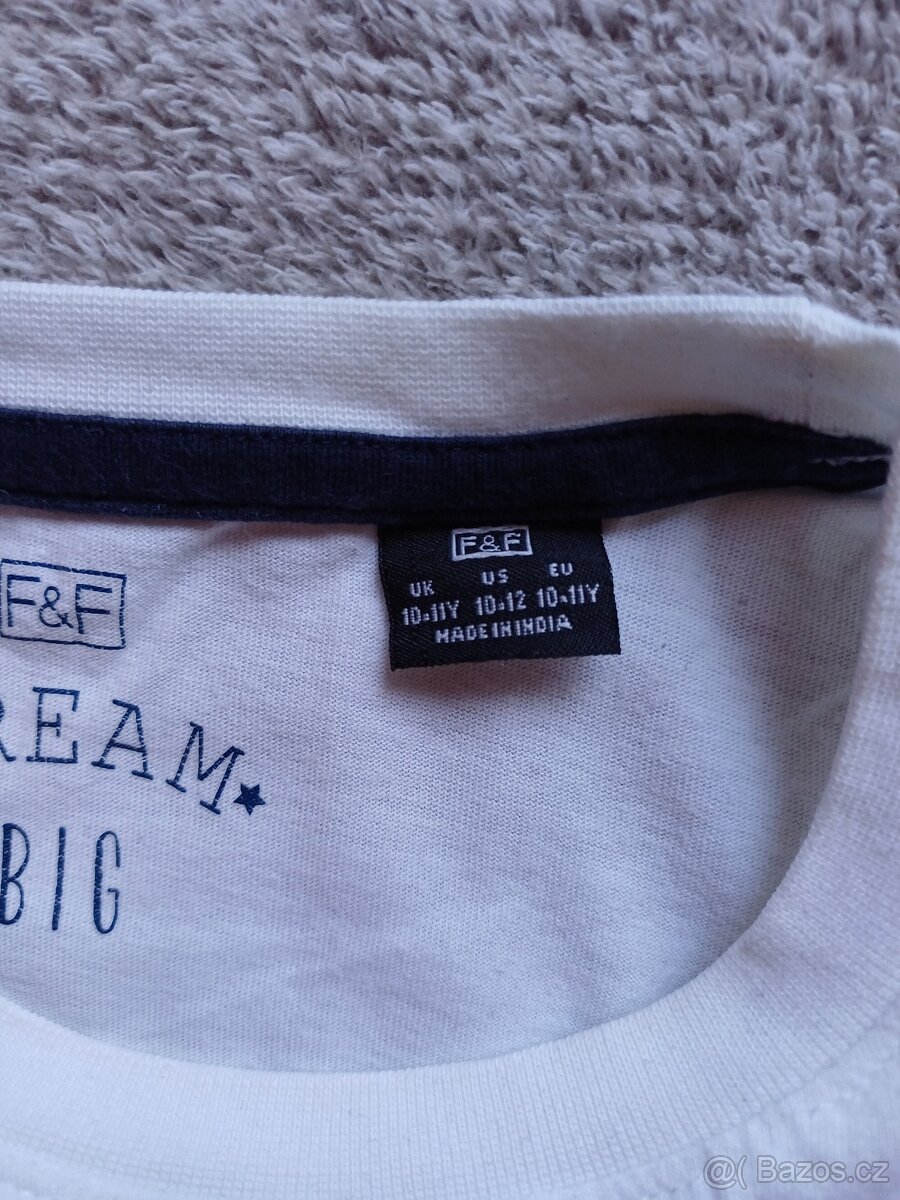 F&F
UK US EU
10-11Y 10-12 10-11Y
MADE IN INDIA
F&F
REAM
BIG
@( Bazos.cz